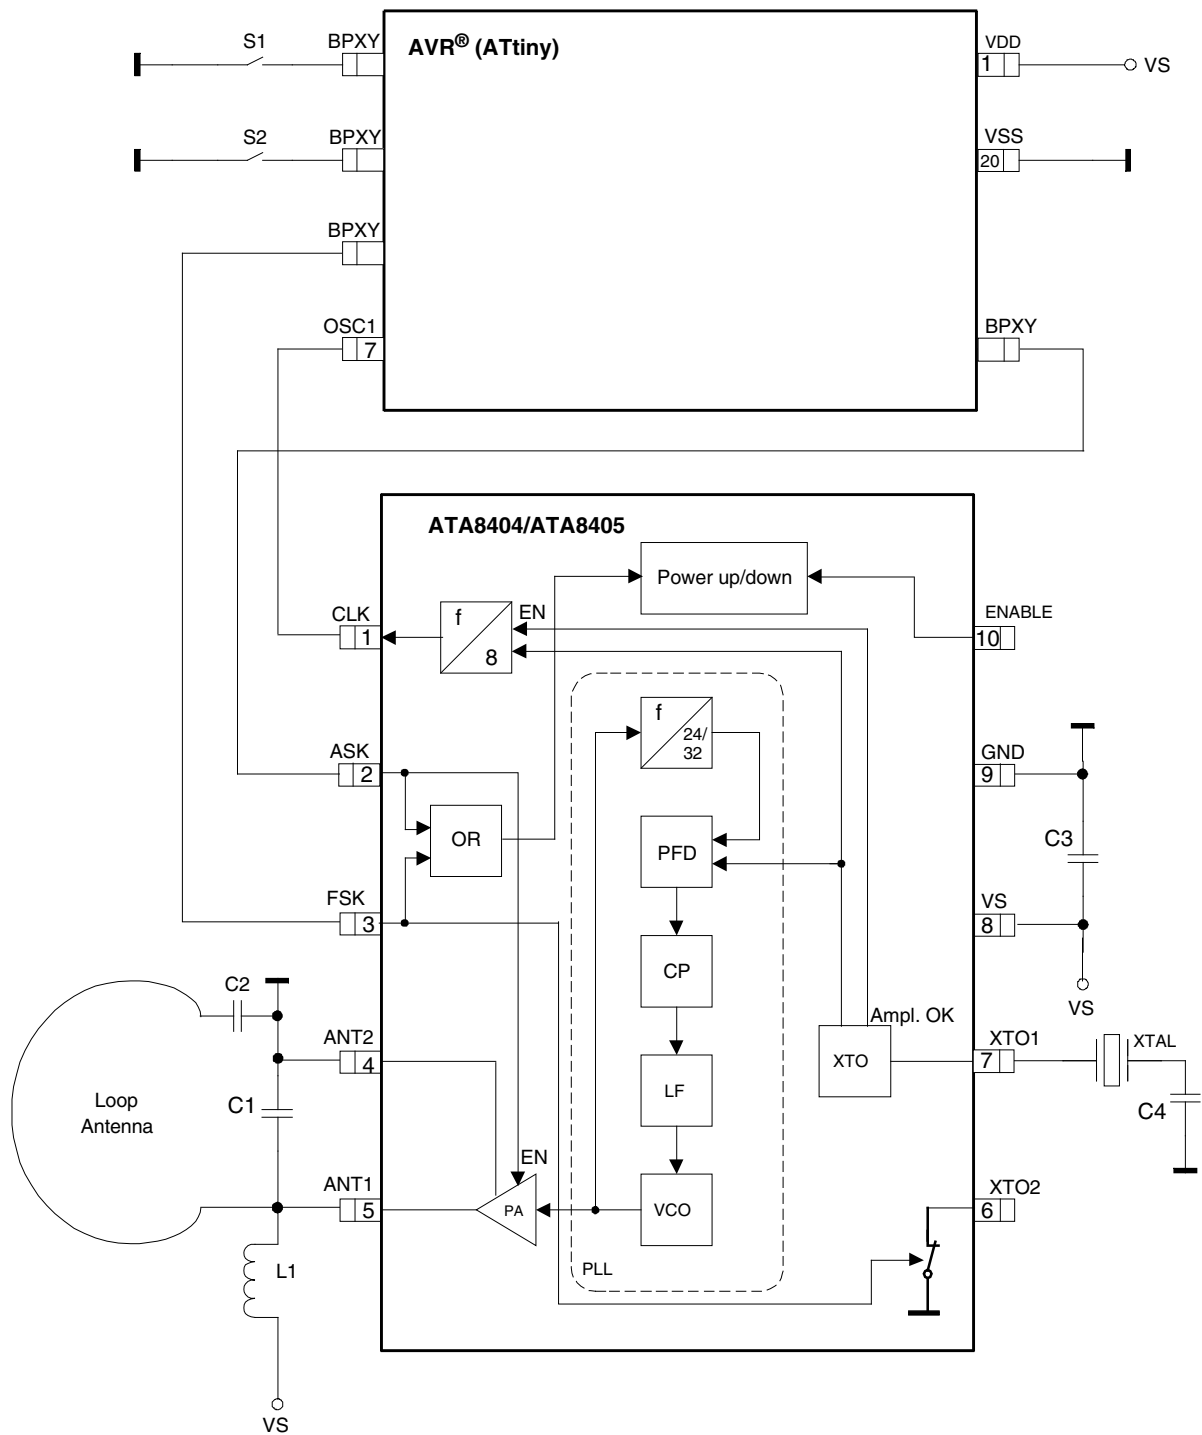 AVR® (ATtiny)
S1
BPXY
VDD
1
VS
S2
BPXY
VSS
20
BPXY
OSC1
7
BPXY
ATA8404/ATA8405
Power up/down
CLK
1
f
8
EN
ENABLE
10
f
24/
32
ASK
2
GND
9
OR
PFD
C3
FSK
3
VS
8
CP
C2
VS
Ampl. OK
ANT2
4
XTO
XTO1
7
XTAL
Loop
Antenna
C1
LF
C4
EN
ANT1
5
PA
VCO
XTO2
6
L1
PLL
VS